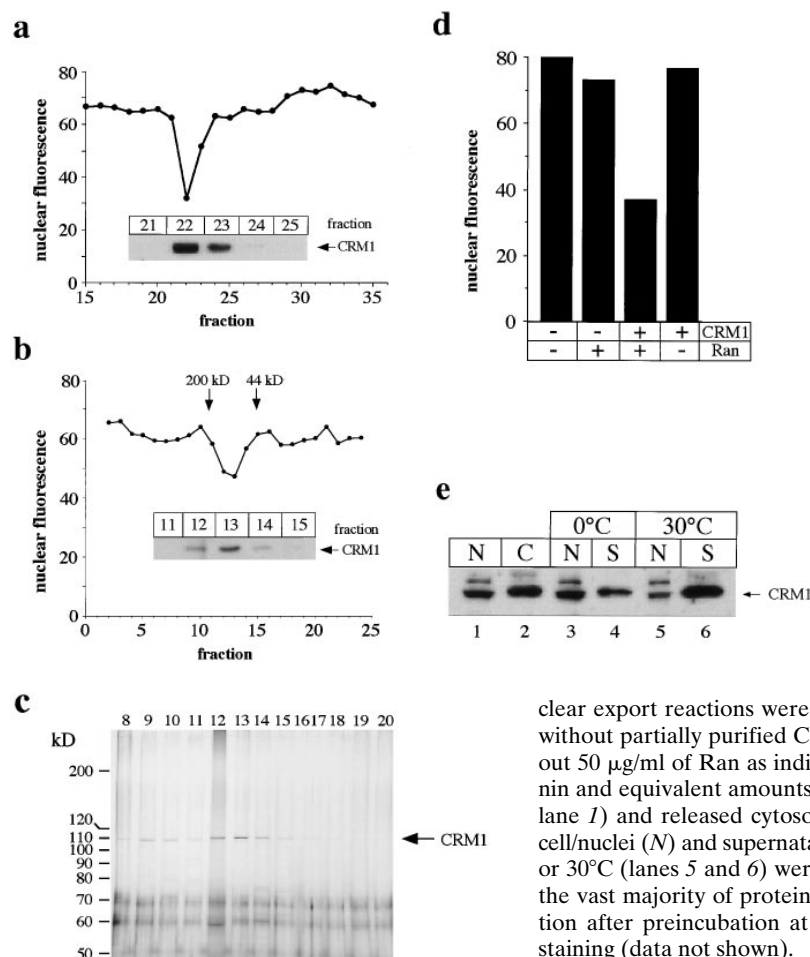 a
80
60
40
20
0
nuclear fluorescence
21 22 23 24 25 fraction
CRM1
15 20 25 30 35
fraction
b
200 kD 44 kD
80
60
40
20
0
nuclear fluorescence
11 12 13 14 15 fraction
CRM1
0 5 10 15 20 25
fraction
c
8 9 10 11 12 13 14 15 16 17 18 19 20
kD
200
120
110
100
90
80
70
60
50
CRM1
d
80
60
40
20
0
nuclear fluorescence
- - + + CRM1
- + + - Ran
e
0°C 30°C
N C N S N S
CRM1
1 2 3 4 5 6
clear export reactions were
without partially purified C
out 50 μg/ml of Ran as indi
nin and equivalent amounts
lane 1) and released cytoso
cell/nuclei (N) and supernata
or 30°C (lanes 5 and 6) wer
the vast majority of protein
tion after preincubation at
staining (data not shown).